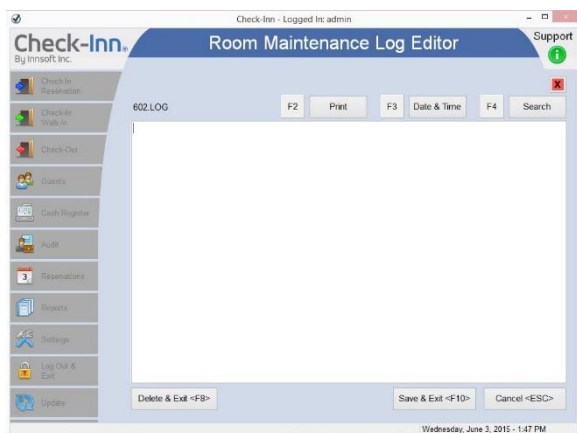 Check-Inn - Logged In: admin
Check-Inn®
By Innsoft Inc.
Room Maintenance Log Editor
Support
Check-In
Reservation
Check-In
Walk-In
Check-Out
Guests
Cash Register
Audit
3
Reservations
Reports
Settings
Log Out &
Exit
Update
X
602.LOG
F2
Print
F3
Date & Time
F4
Search
Delete & Exit <F8>
Save & Exit <F10>
Cancel <ESC>
Wednesday, June 3, 2015 - 1:47 PM